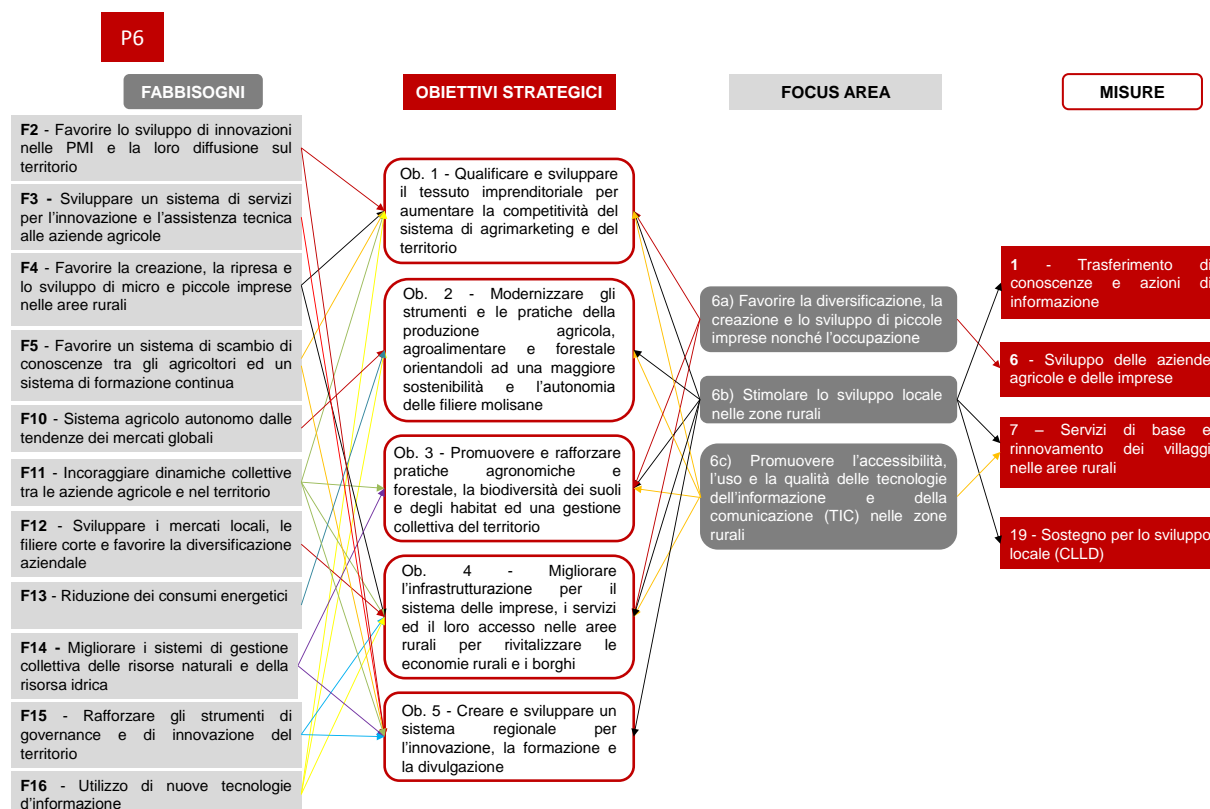 P6
FABBISOGNI
OBIETTIVI STRATEGICI
FOCUS AREA
MISURE
F2 - Favorire lo sviluppo di innovazioni
nelle PMI e la loro diffusione sul
territorio
F3 - Sviluppare un sistema di servizi
per l'innovazione e l'assistenza tecnica
alle aziende agricole
F4 - Favorire la creazione, la ripresa e
lo sviluppo di micro e piccole imprese
nelle aree rurali
F5 - Favorire un sistema di scambio di
conoscenze tra gli agricoltori ed un
sistema di formazione continua
F10 - Sistema agricolo autonomo dalle
tendenze dei mercati globali
F11 - Incoraggiare dinamiche collettive
tra le aziende agricole e nel territorio
F12 - Sviluppare i mercati locali, le
filiere corte e favorire la diversificazione
aziendale
F13 - Riduzione dei consumi energetici
F14 - Migliorare i sistemi di gestione
collettiva delle risorse naturali e della
risorsa idrica
F15 - Rafforzare gli strumenti di
governance e di innovazione del
territorio
F16 - Utilizzo di nuove tecnologie
d'informazione
Ob. 1 - Qualificare e sviluppare
il tessuto imprenditoriale per
aumentare la competitività del
sistema di agrimarketing e del
territorio
Ob. 2 - Modernizzare gli
strumenti e le pratiche della
produzione agricola,
agroalimentare e forestale
orientandoli ad una maggiore
sostenibilità e l'autonomia
delle filiere molisane
Ob. 3 - Promuovere e rafforzare
pratiche agronomiche e
forestale, la biodiversità dei suoli
e degli habitat ed una gestione
collettiva del territorio
Ob. 4 - Migliorare
l'infrastrutturazione per il
sistema delle imprese, i servizi
ed il loro accesso nelle aree
rurali per rivitalizzare le
economie rurali e i borghi
Ob. 5 - Creare e sviluppare un
sistema regionale per
l'innovazione, la formazione e
la divulgazione
6a) Favorire la diversificazione, la
creazione e lo sviluppo di piccole
imprese nonché l'occupazione
6b) Stimolare lo sviluppo locale
nelle zone rurali
6c) Promuovere l'accessibilità,
l'uso e la qualità delle tecnologie
dell'informazione e della
comunicazione (TIC) nelle zone
rurali
1 - Trasferimento di
conoscenze e azioni di
informazione
6 - Sviluppo delle aziende
agricole e delle imprese
7 – Servizi di base e
rinnovamento dei villaggi
nelle aree rurali
19 - Sostegno per lo sviluppo
locale (CLLD)